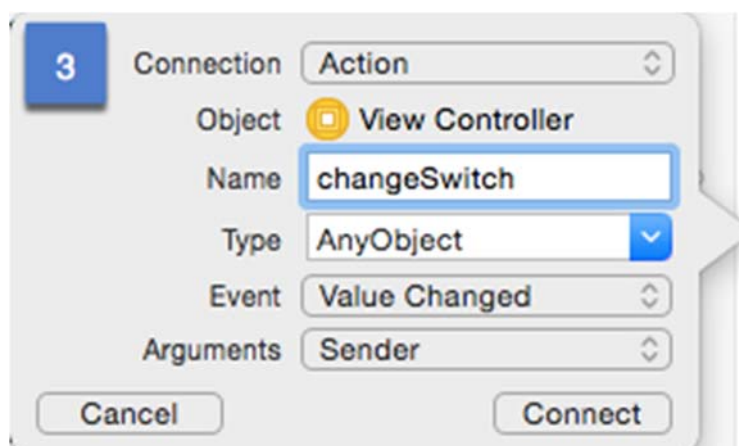 3
Connection Action
Object View Controller
Name changeSwitch
Type AnyObject
Event Value Changed
Arguments Sender
Cancel Connect